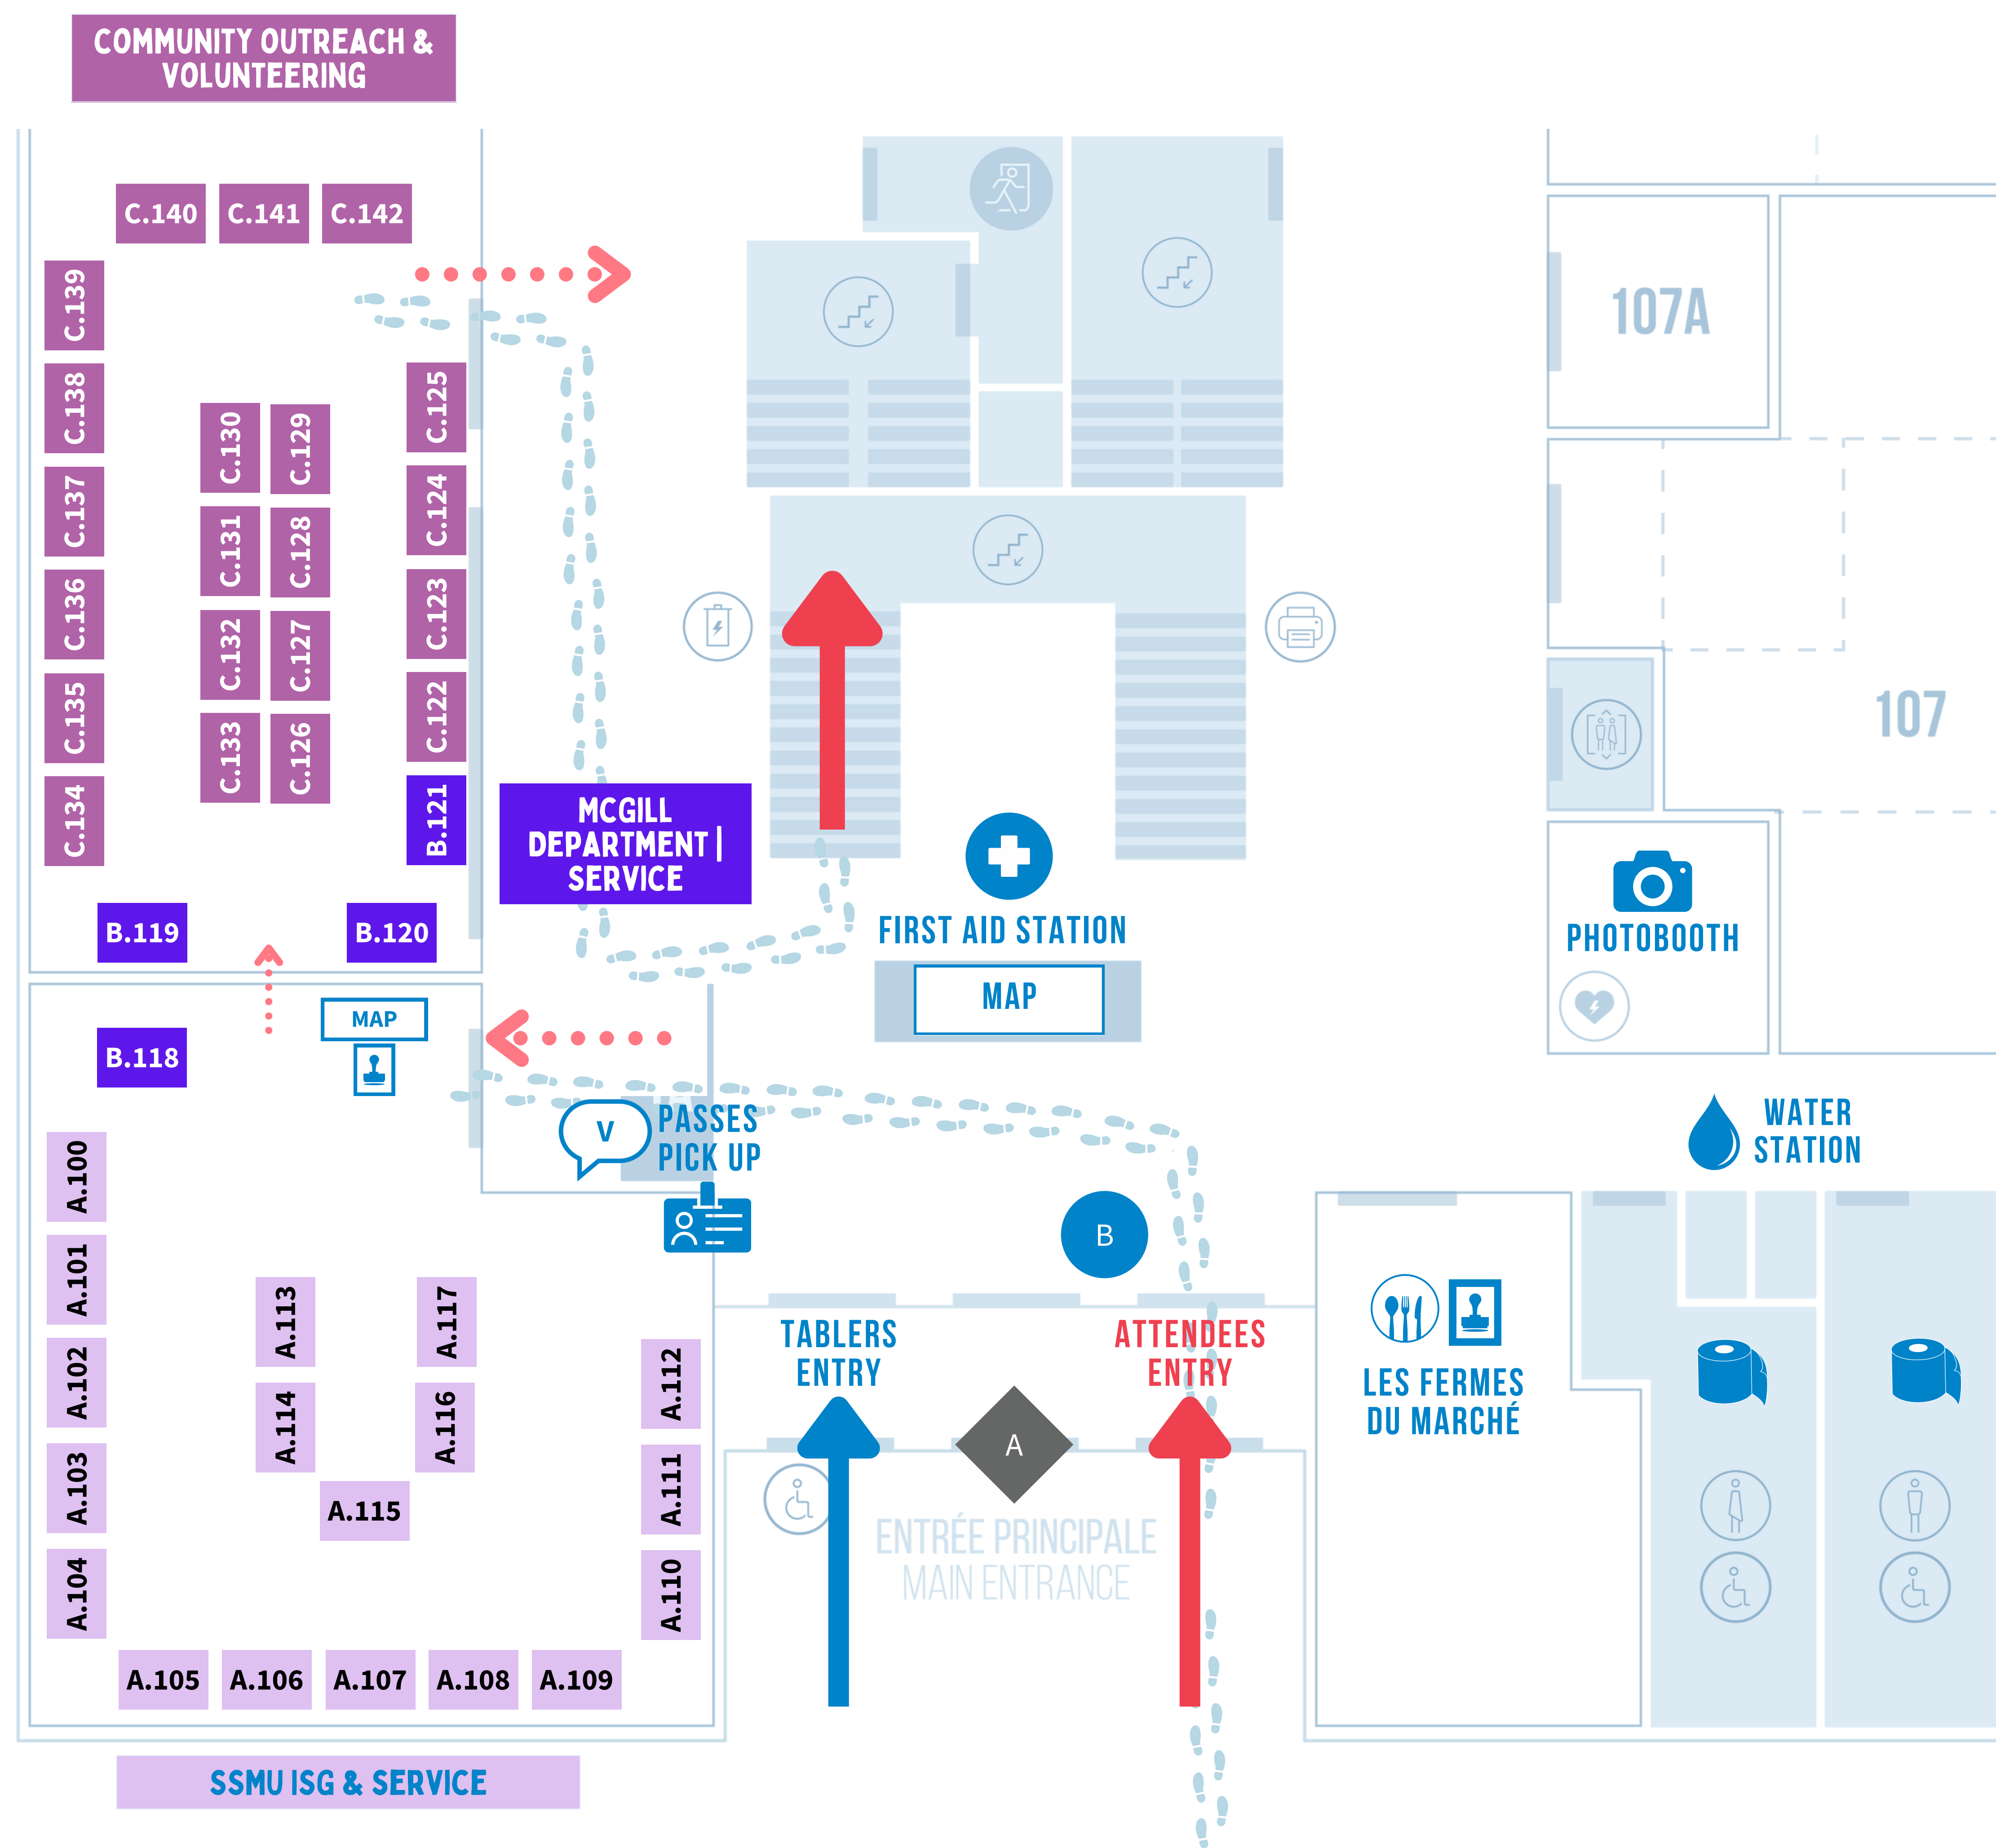 COMMUNITY OUTREACH &
VOLUNTEERING
C.140
C.141
C.142
C.139
C.138
C.137
C.136
C.135
C.134
C.130
C.131
C.132
C.133
C.129
C.128
C.127
C.126
C.125
C.124
C.123
C.122
B.121
B.119
B.120
MCGILL
DEPARTMENT |
SERVICE
107A
107
FIRST AID STATION
MAP
PHOTOBOOTH
B.118
MAP
V
PASSES
PICK UP
WATER
STATION
B
A.100
A.101
A.102
A.103
A.104
A.113
A.114
A.117
A.116
A.115
A.112
A.111
A.110
A.105
A.106
A.107
A.108
A.109
TABLERS
ENTRY
ATTENDEES
ENTRY
A
ENTRÉE PRINCIPALE
MAIN ENTRANCE
LES FERMES
DU MARCHÉ
SSMU ISG & SERVICE